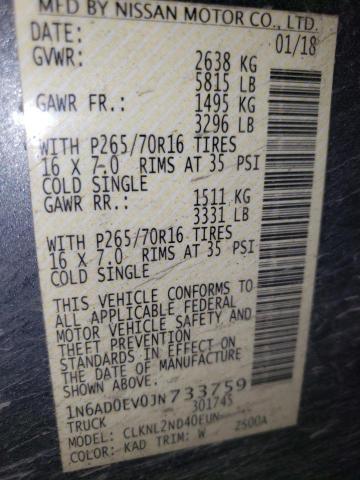 MFD BY NISSAN MOTOR CO., LTD.
DATE: 01/18
GVWR: 2638 KG
5815 LB
GAWR FR.: 1495 KG
3296 LB
WITH P265/70R16 TIRES
16 X 7.0 RIMS AT 35 PSI
COLD SINGLE
GAWR RR.: 1511 KG
3331 LB
WITH P265/70R16 TIRES
16 X 7.0 RIMS AT 35 PSI
COLD SINGLE
THIS VEHICLE CONFORMS TO
ALL APPLICABLE FEDERAL
MOTOR VEHICLE SAFETY AND
THEFT PREVENTION
STANDARDS IN EFFECT ON
THE DATE OF MANUFACTURE
SHOWN ABOVE.
1N6AD0EV0JN733759
TRUCK 301745
MODEL: CLKNL2ND40EUN
COLOR: KAD TRIM: W 2500A